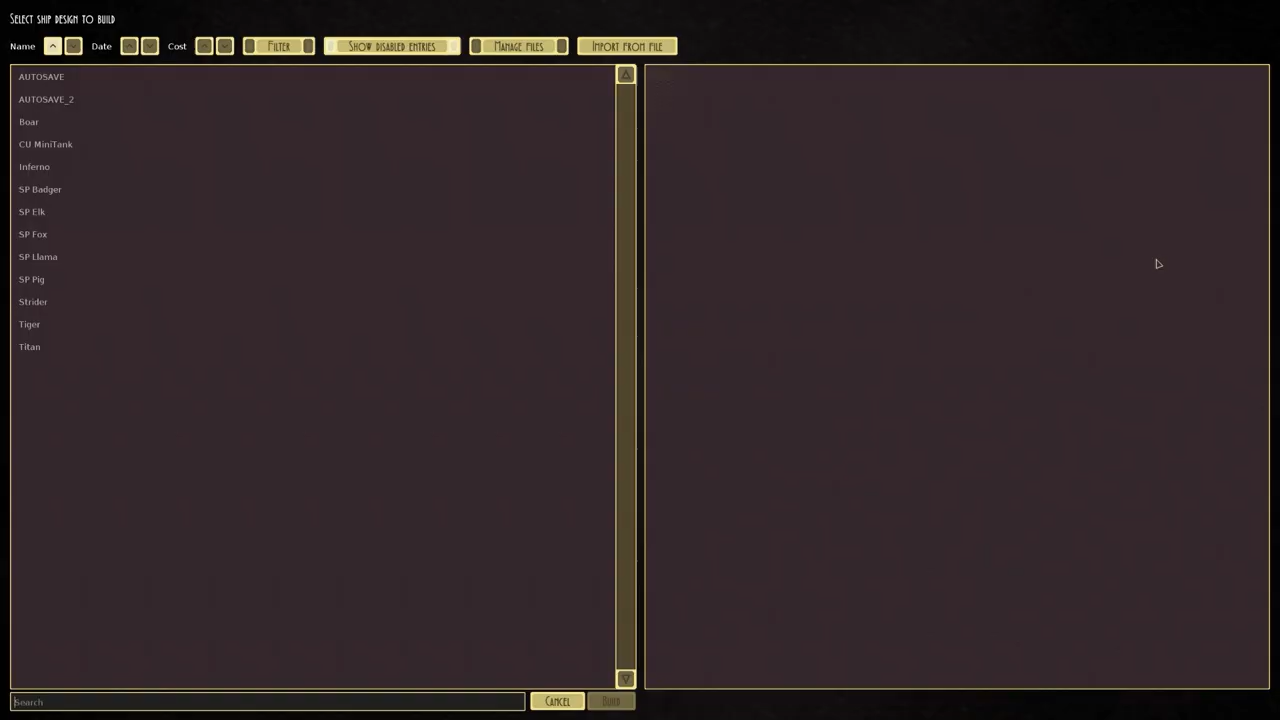 Select ship design to build
Name Date Cost Filter Show disabled entries Manage files Import from file
AUTOSAVE
AUTOSAVE_2
Boar
CU MiniTank
Inferno
SP Badger
SP Elk
SP Fox
SP Llama
SP Pig
Strider
Tiger
Titan
Search Cancel Build